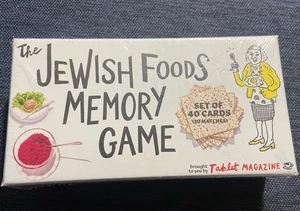 The
JEWISH FOODS
MEMORY
GAME
SET OF
40 CARDS
(20 MATCHES)
brought
to you by Tablet MAGAZINE